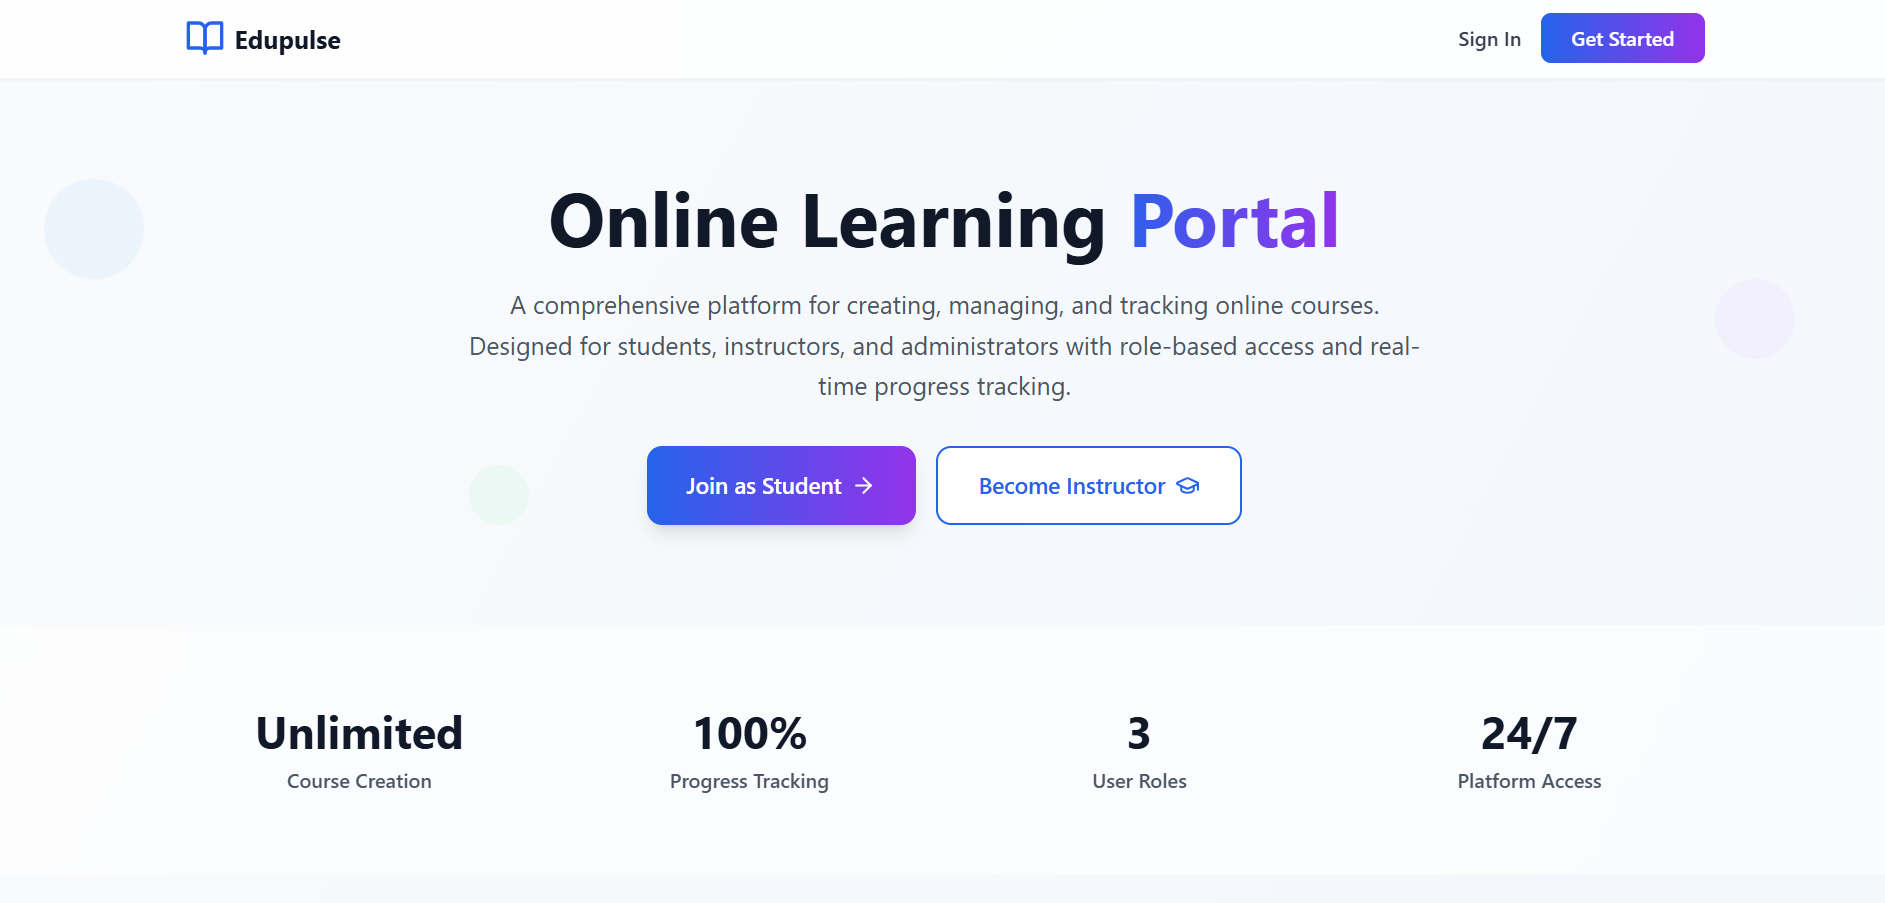 Edupulse
Sign In
Get Started
Online Learning Portal
A comprehensive platform for creating, managing, and tracking online courses.
Designed for students, instructors, and administrators with role-based access and real-
time progress tracking.
Join as Student
Become Instructor
Unlimited
Course Creation
100%
Progress Tracking
3
User Roles
24/7
Platform Access